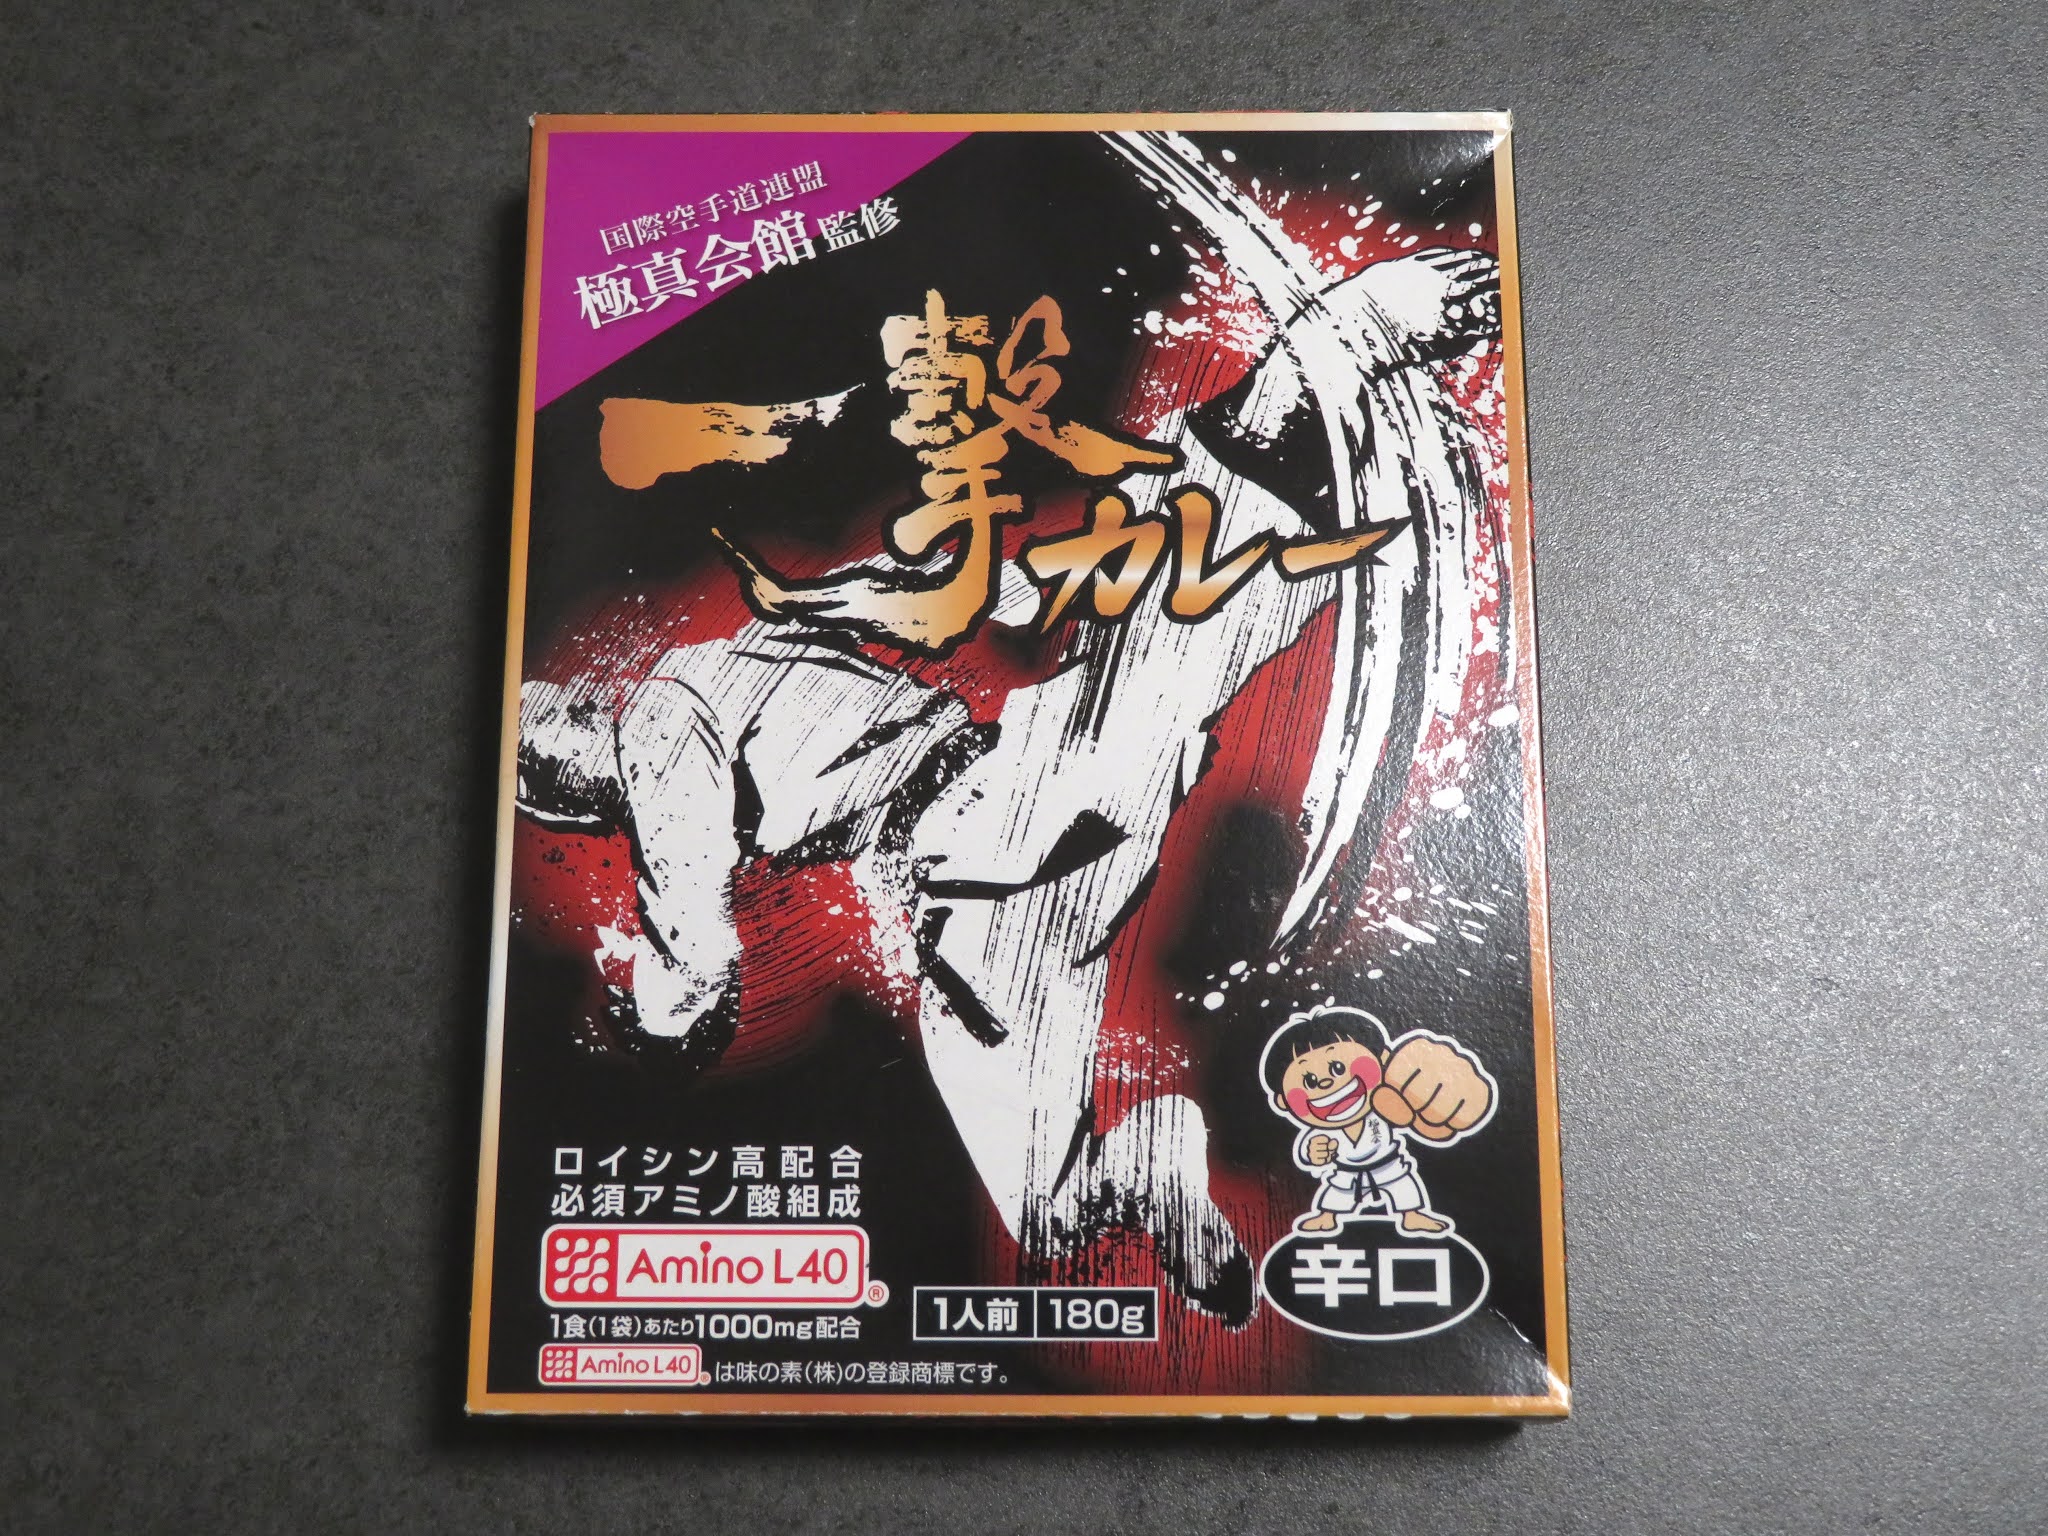 国際空手道連盟
極真会館監修
一撃カレー
ロイシン高配合
必須アミノ酸組成
Amino L40®
1食(1袋)あたり1000mg配合
1人前 180g
辛口
Amino L40®は味の素(株)の登録商標です。